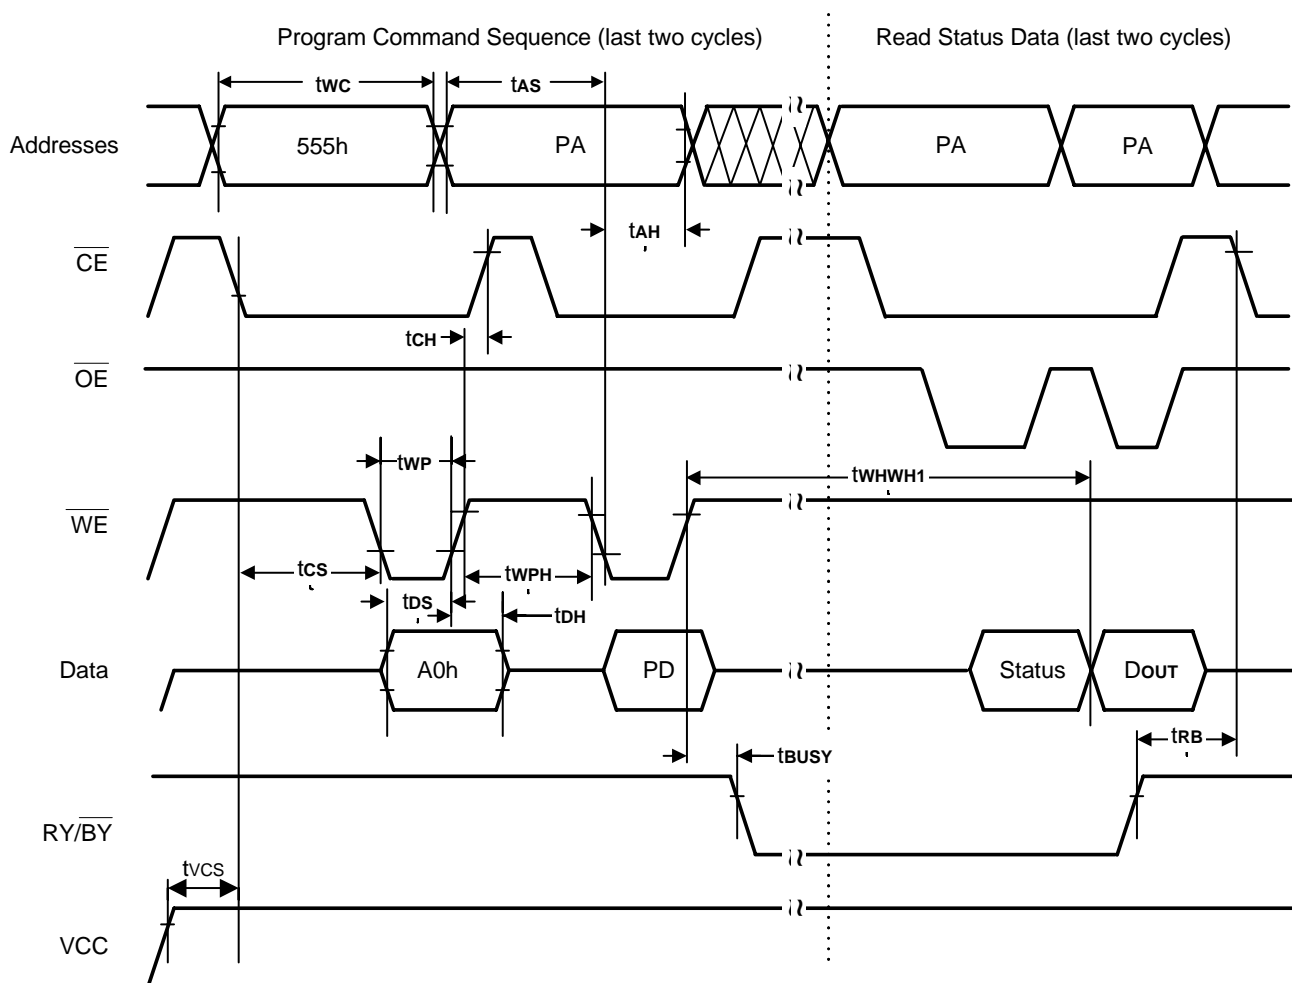 Program Command Sequence (last two cycles) Read Status Data (last two cycles)
tWC tAS
Addresses 555h PA PA PA
tAH
CE
tCH
OE
tWP tWHWH1
WE
tCS tWPH
tDS tDH
Data A0h PD Status DOUT
tRB
tBUSY
RY/BY
tVCS
VCC